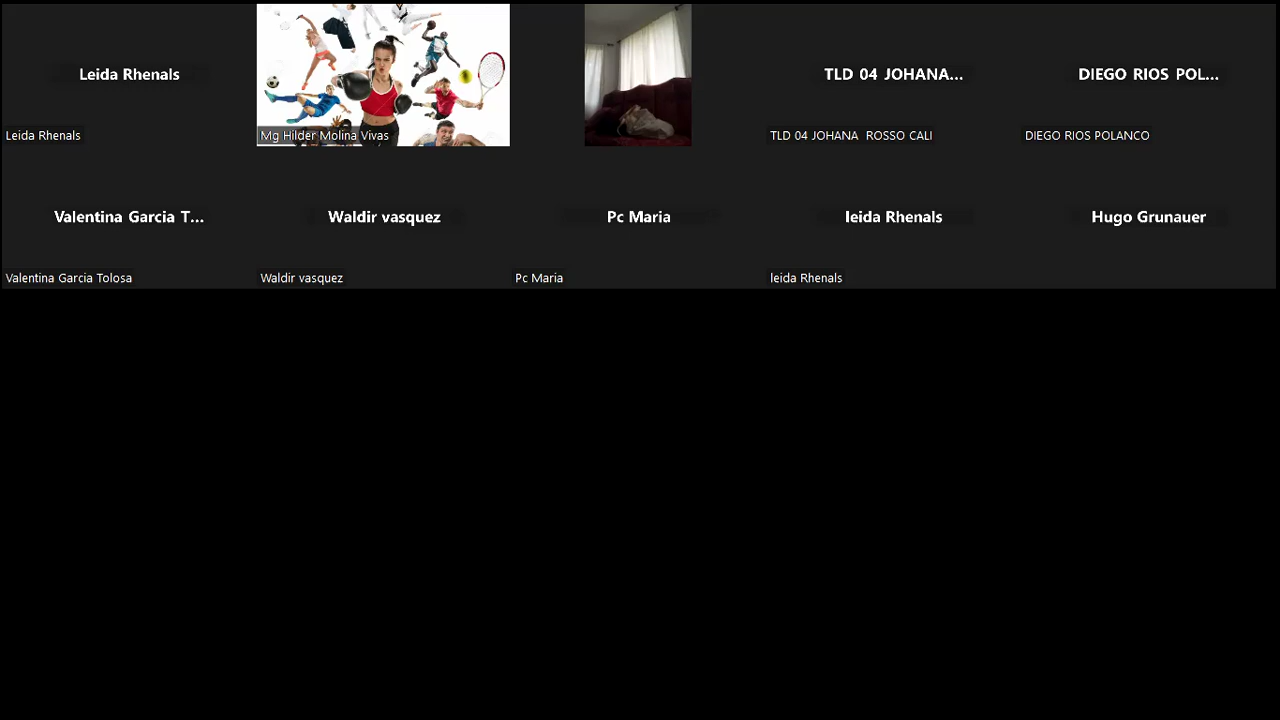 Leida Rhenals
Leida Rhenals
Mg Hilder Molina Vivas
TLD 04 JOHANA...
TLD 04 JOHANA ROSSO CALI
DIEGO RIOS POL...
DIEGO RIOS POLANCO
Valentina Garcia T...
Valentina Garcia Tolosa
Waldir vasquez
Waldir vasquez
Pc Maria
Pc Maria
leida Rhenals
leida Rhenals
Hugo Grunauer